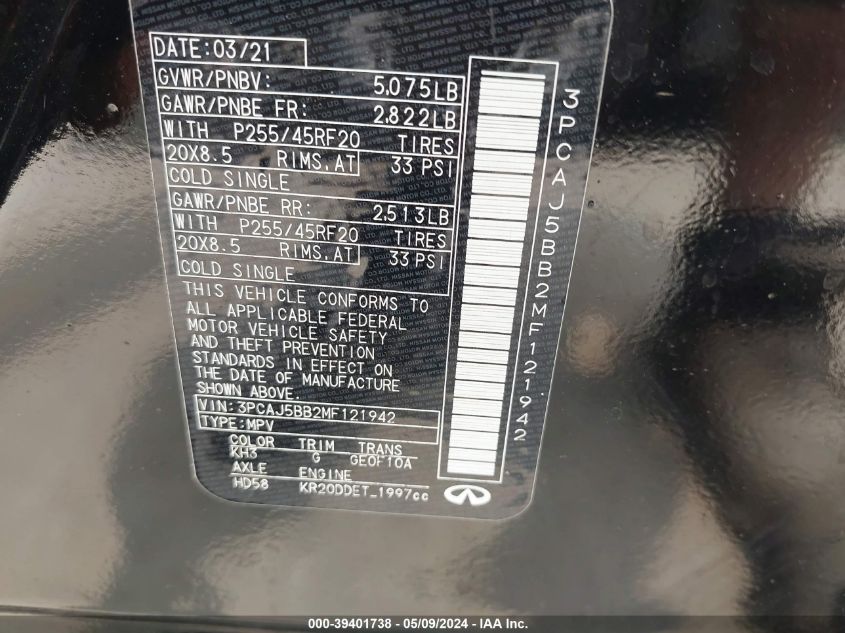 DATE:03/21
GVWR/PNBV: 5.075LB
GAWR/PNBE FR: 2.822LB
WITH P255/45RF20 TIRES
20X8.5 RIMS,AT 33 PSI
COLD SINGLE
GAWR/PNBE RR: 2.513LB
WITH P255/45RF20 TIRES
20X8.5 RIMS,AT 33 PSI
COLD SINGLE
THIS VEHICLE CONFORMS TO
ALL APPLICABLE FEDERAL
MOTOR VEHICLE SAFETY
AND THEFT PREVENTION
STANDARDS IN EFFECT ON
THE DATE OF MANUFACTURE
SHOWN ABOVE.
VIN:3PCAJ5BB2MF121942
TYPE:MPV
COLOR TRIM TRANS
KH3 G GEOF10A
AXLE ENGINE
HD58 KR20DDET_1997cc
3PCAJ5BB2MF121942
000-39401738 - 05/09/2024 - IAA Inc.